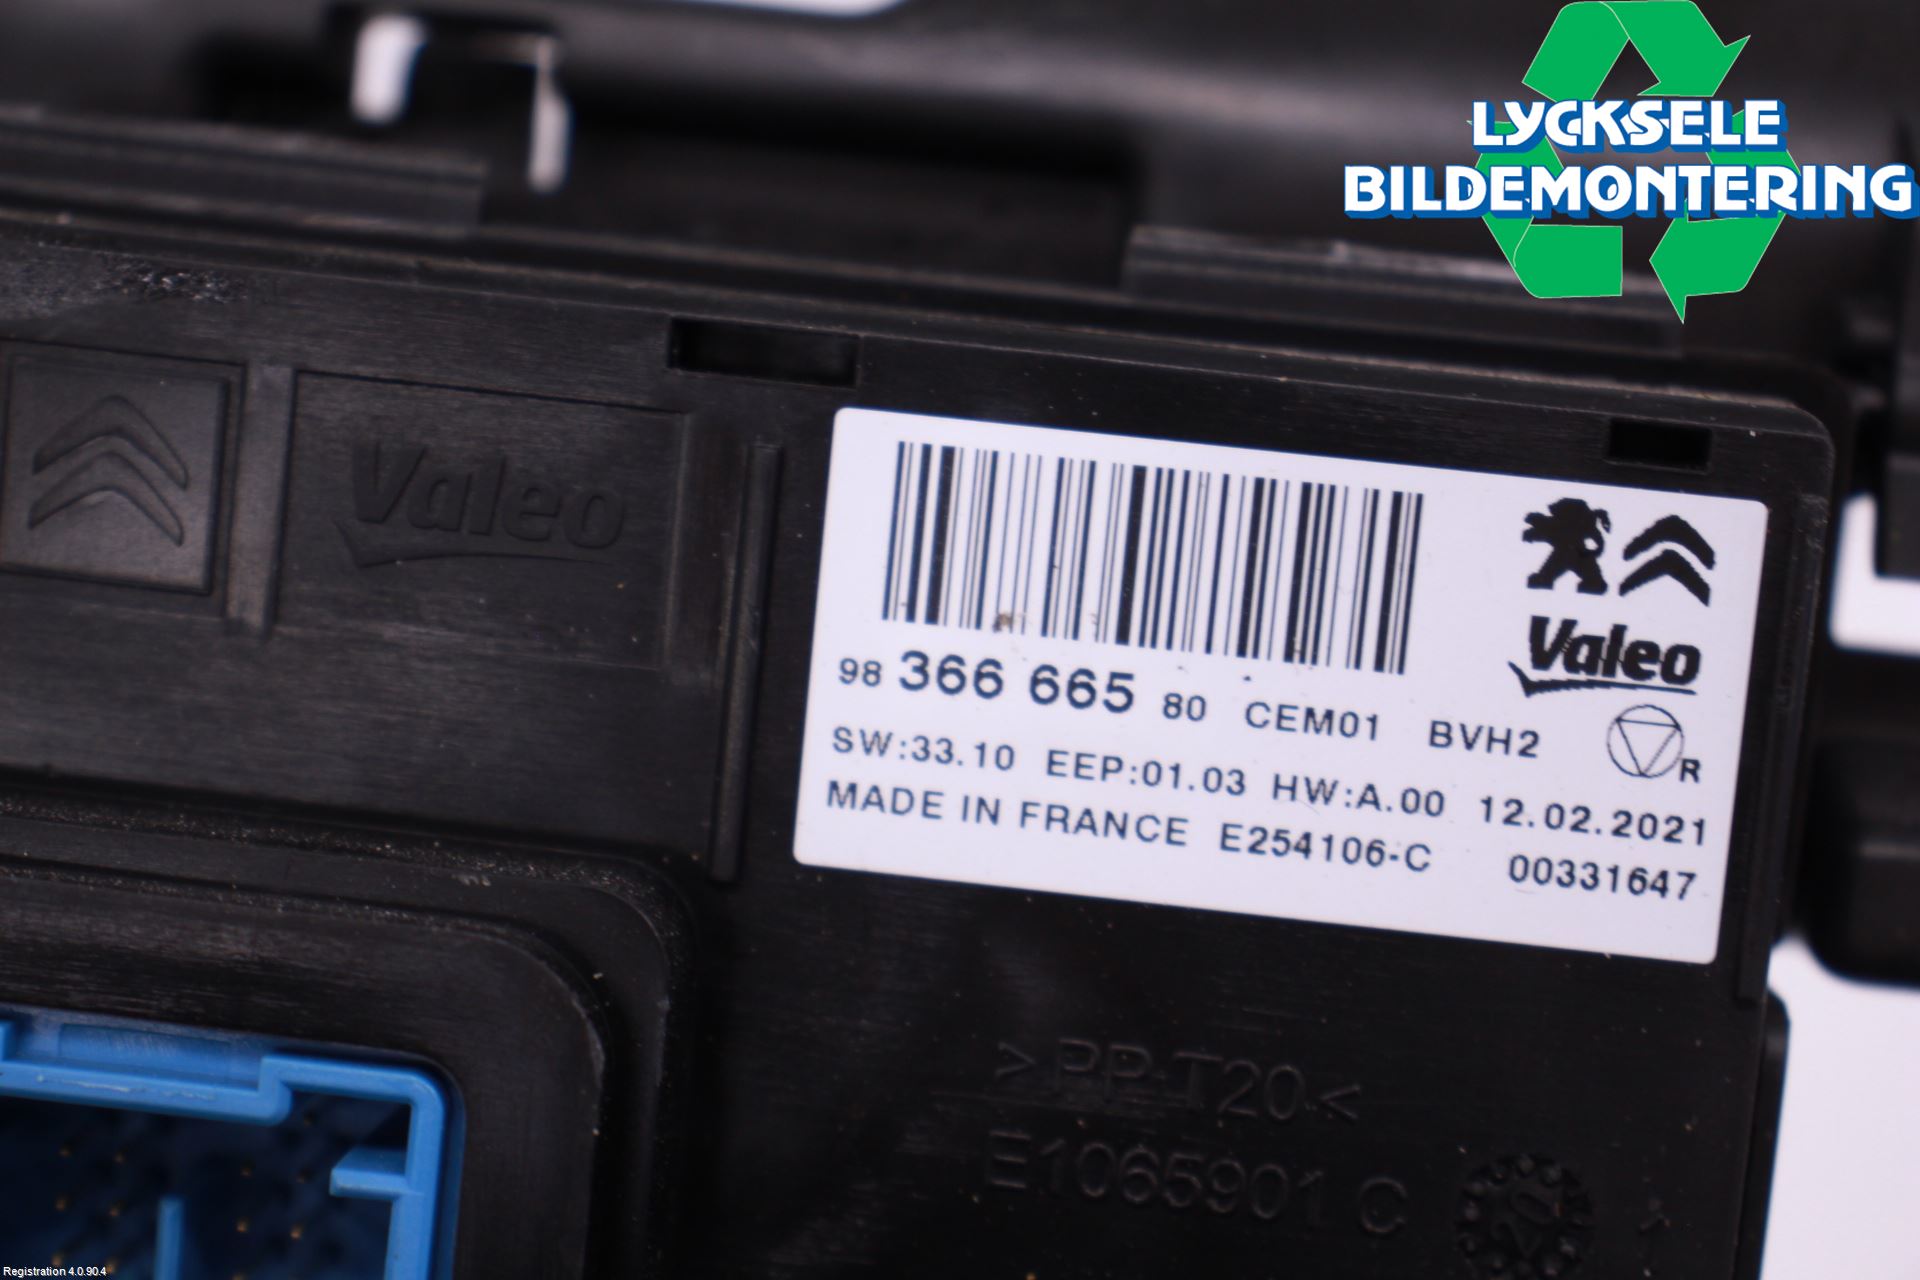 LYCKSELE
BILDEMONTERING
Valeo
Valeo
98 366 665 80 CEM01 BVH2
R
SW:33.10 EEP:01.03 HW:A.00 12.02.2021
MADE IN FRANCE E254106-C 00331647
>PP-T20<
E1065901 C
Registration 4.0.90.4